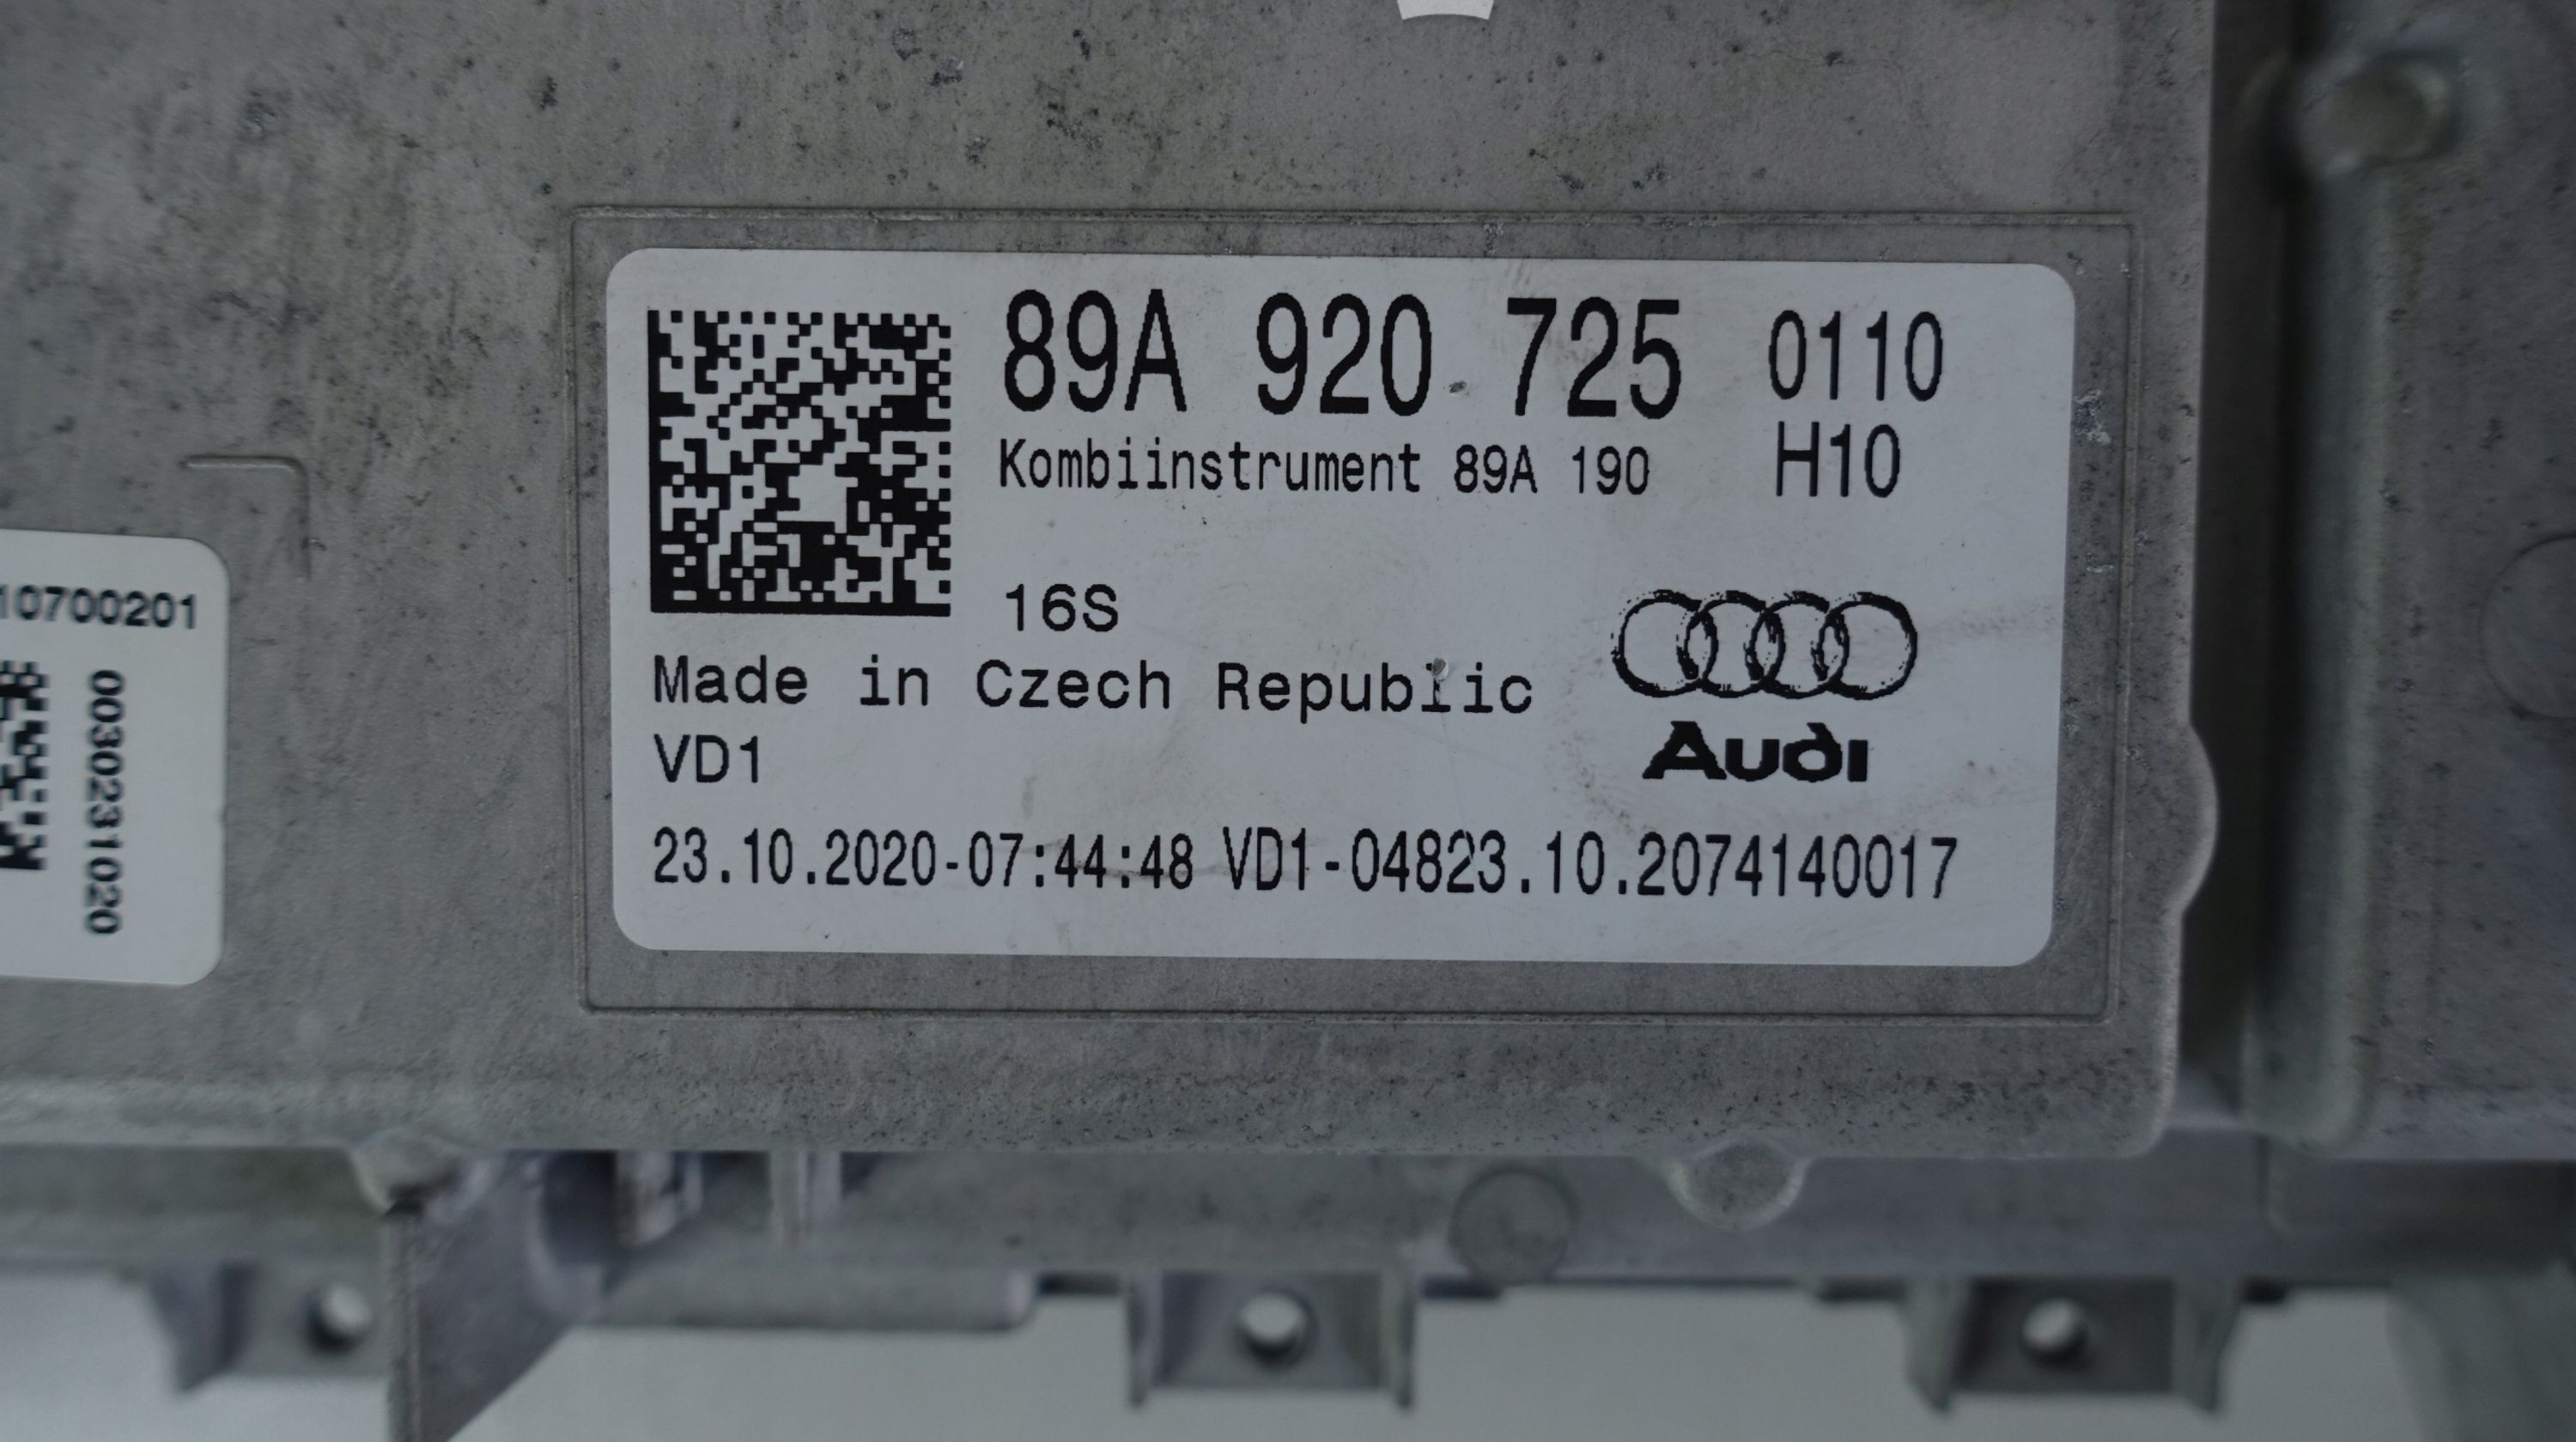 89A 920 725 0110
Kombiinstrument 89A 190 H10
16S
Made in Czech Republic
VD1
Audi
23.10.2020-07:44:48 VD1-04823.10.2074140017
10700201
0030231020